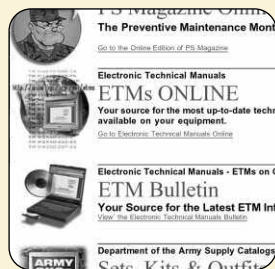 PS Magazine Onlin
The Preventive Maintenance Mont
Go to the Online Edition of PS Magazine
Electronic Technical Manuals
ETMs ONLINE
Your source for the most up-to-date techn
available on your equipment.
Go to Electronic Technical Manuals Online
Electronic Technical Manuals - ETMs on C
ETM Bulletin
Your Source for the Latest ETM Inf
View the Electronic Technical Manuals Bulletin
Department of the Army Supply Catalogs
ARMY
Sets, Kits & Outfits